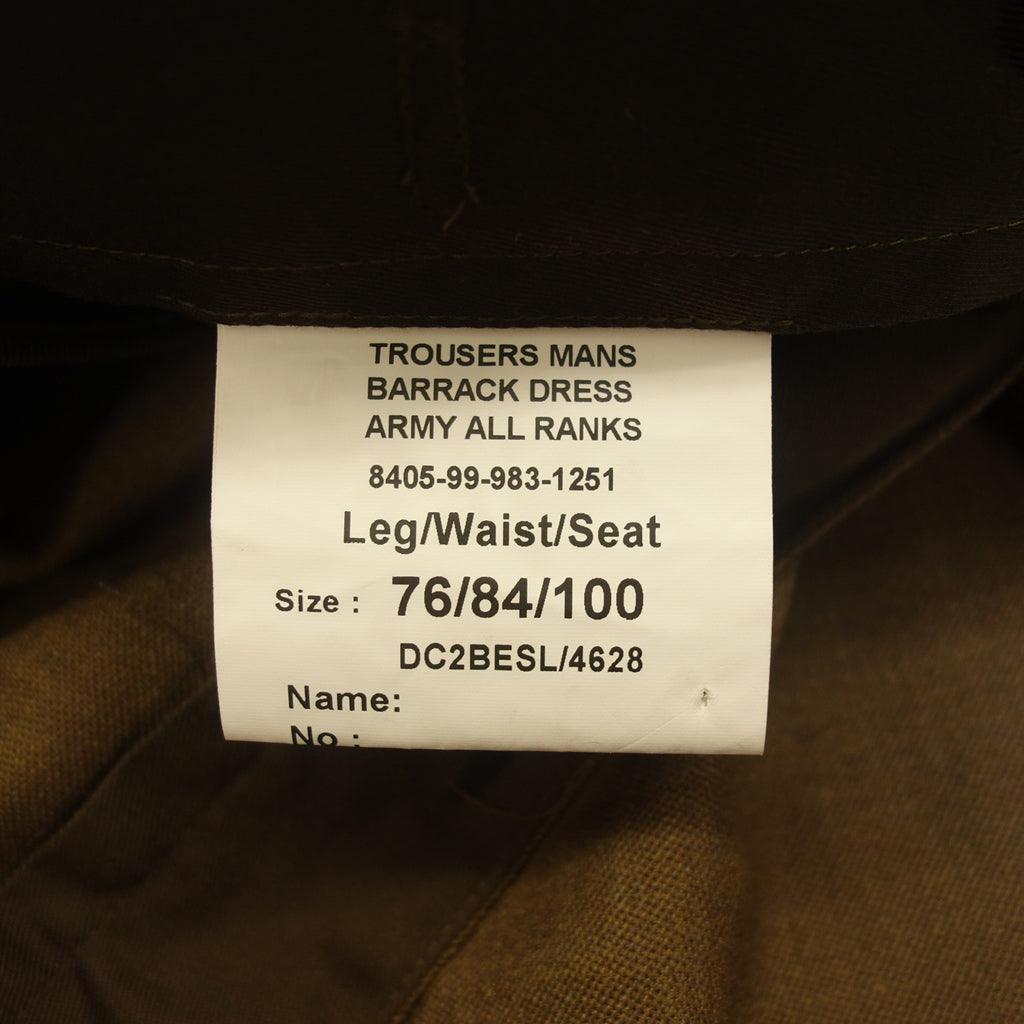 TROUSERS MANS
BARRACK DRESS
ARMY ALL RANKS
8405-99-983-1251
Leg/Waist/Seat
Size : 76/84/100
DC2BESL/4628
Name:
No :